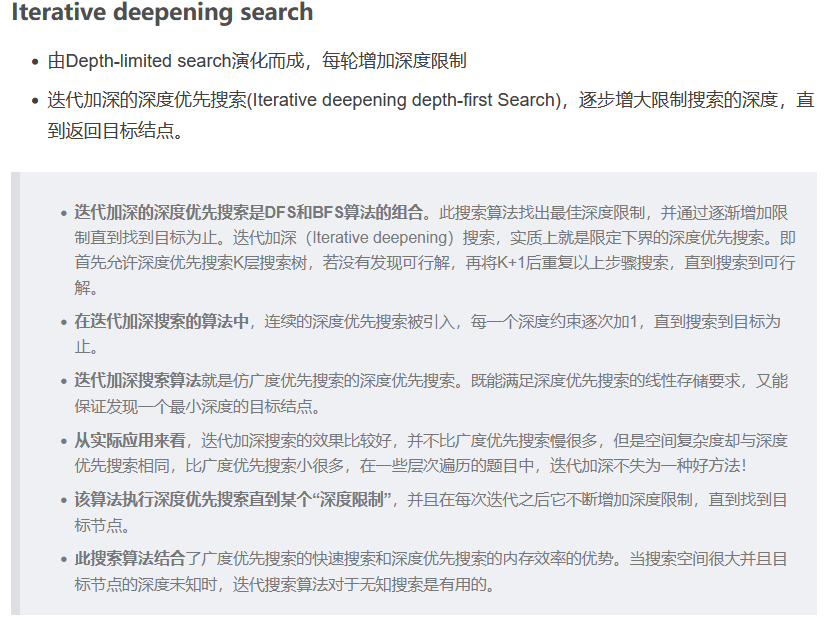 Iterative deepening search
• 由Depth-limited search演化而成，每轮增加深度限制
• 迭代加深的深度优先搜索(Iterative deepening depth-first Search)，逐步增大限制搜索的深度，直
到返回目标结点。
• 迭代加深的深度优先搜索是DFS和BFS算法的组合。此搜索算法找出最佳深度限制，并通过逐渐增加限
制直到找到目标为止。迭代加深（Iterative deepening）搜索，实质上就是限定下界的深度优先搜索。即
首先允许深度优先搜索K层搜索树，若没有发现可行解，再将K+1后重复以上步骤搜索，直到搜索到可行
解。
• 在迭代加深搜索的算法中，连续的深度优先搜索被引入，每一个深度约束逐次加1，直到搜索到目标为
止。
• 迭代加深搜索算法就是仿广度优先搜索的深度优先搜索。既能满足深度优先搜索的线性存储要求，又能
保证发现一个最小深度的目标结点。
• 从实际应用来看，迭代加深搜索的效果比较好，并不比广度优先搜索慢很多，但是空间复杂度却与深度
优先搜索相同，比广度优先搜索小很多，在一些层次遍历的题目中，迭代加深不失为一种好方法！
• 该算法执行深度优先搜索直到某个“深度限制”，并且在每次迭代之后它不断增加深度限制，直到找到目
标节点。
• 此搜索算法结合了广度优先搜索的快速搜索和深度优先搜索的内存效率的优势。当搜索空间很大并且目
标节点的深度未知时，迭代搜索算法对于无知搜索是有用的。